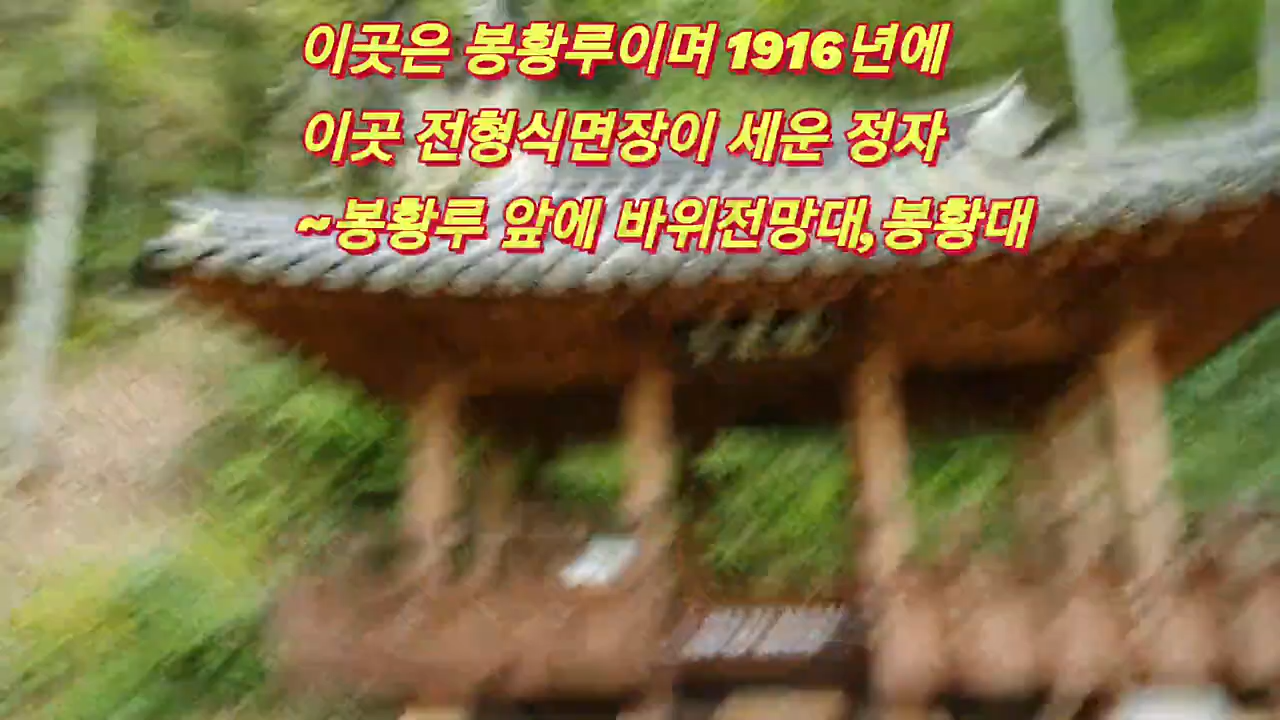 이곳은 봉황루이며 1916년에
이곳 전형식면장이 세운 정자
~봉황루 앞에 바위전망대,봉황대